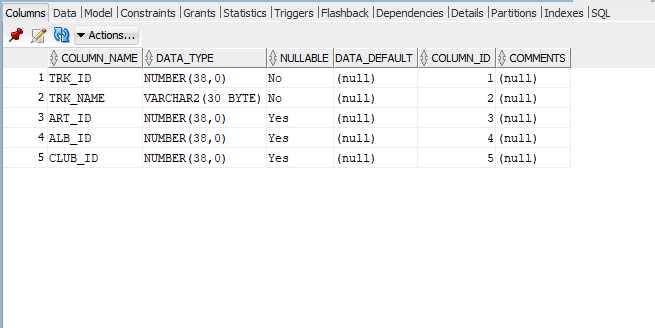 Columns Data Model Constraints Grants Statistics Triggers Flashback Dependencies Details Partitions Indexes SQL
Actions...
COLUMN_NAME DATA_TYPE NULLABLE DATA_DEFAULT COLUMN_ID COMMENTS
1 TRK_ID NUMBER(38,0) No (null) 1 (null)
2 TRK_NAME VARCHAR2(30 BYTE) No (null) 2 (null)
3 ART_ID NUMBER(38,0) Yes (null) 3 (null)
4 ALB_ID NUMBER(38,0) Yes (null) 4 (null)
5 CLUB_ID NUMBER(38,0) Yes (null) 5 (null)